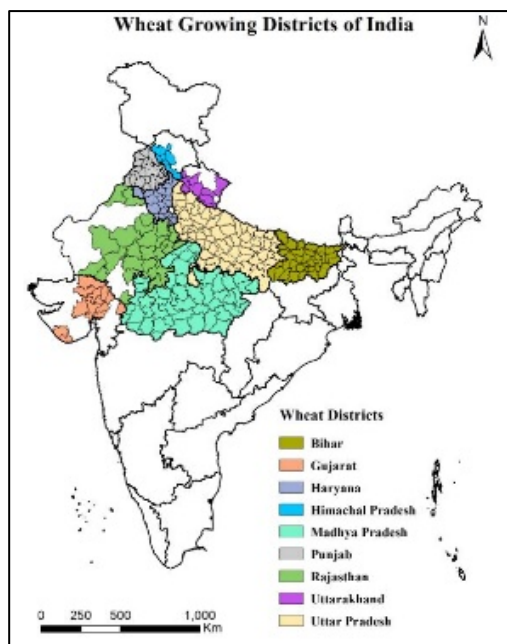 Wheat Growing Districts of India
N
Wheat Districts
Bihar
Gujarat
Haryana
Himachal Pradesh
Madhya Pradesh
Punjab
Rajasthan
Uttarakhand
Uttar Pradesh
0 250 500 1,000
Km